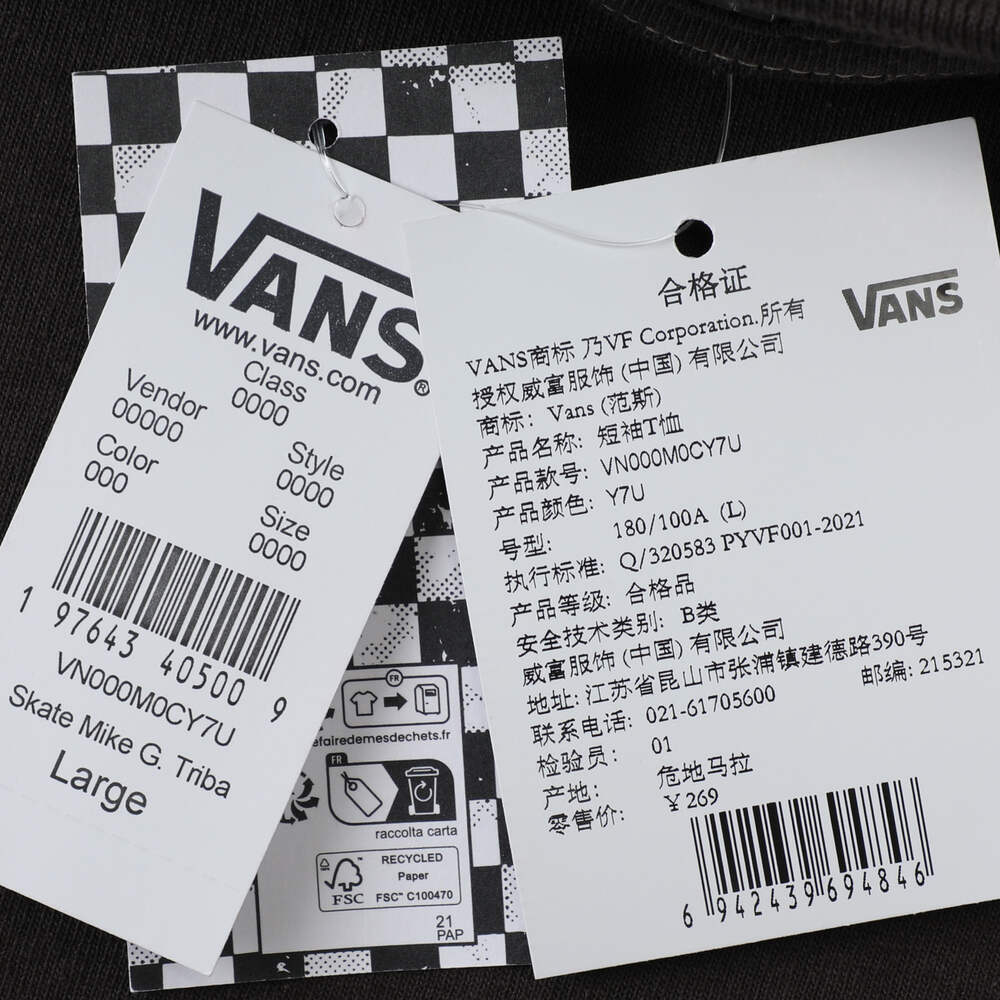 VANS®
www.vans.com
Class
0000
Vendor
00000
Style
0000
Color
000
Size
0000
1 97643 40500 9
VN000M0CY7U
Skate Mike G. Triba
Large
FR
efairedemesdechets.fr
FR
raccolta carta
FSC
RECYCLED
Paper
FSC™ C100470
21
PAP
合格证
VANS
VANS商标 乃VF Corporation.所有
授权威富服饰 (中国) 有限公司
商标: Vans (范斯)
产品名称: 短袖T恤
产品款号: VN000M0CY7U
产品颜色: Y7U
号型: 180/100A (L)
执行标准: Q/320583 PYVF001-2021
产品等级: 合格品
安全技术类别: B类
威富服饰 (中国) 有限公司
地址: 江苏省昆山市张浦镇建德路390号
邮编: 215321
联系电话: 021-61705600
检验员: 01
产地: 危地马拉
零售价: ¥269
6 942439 694846